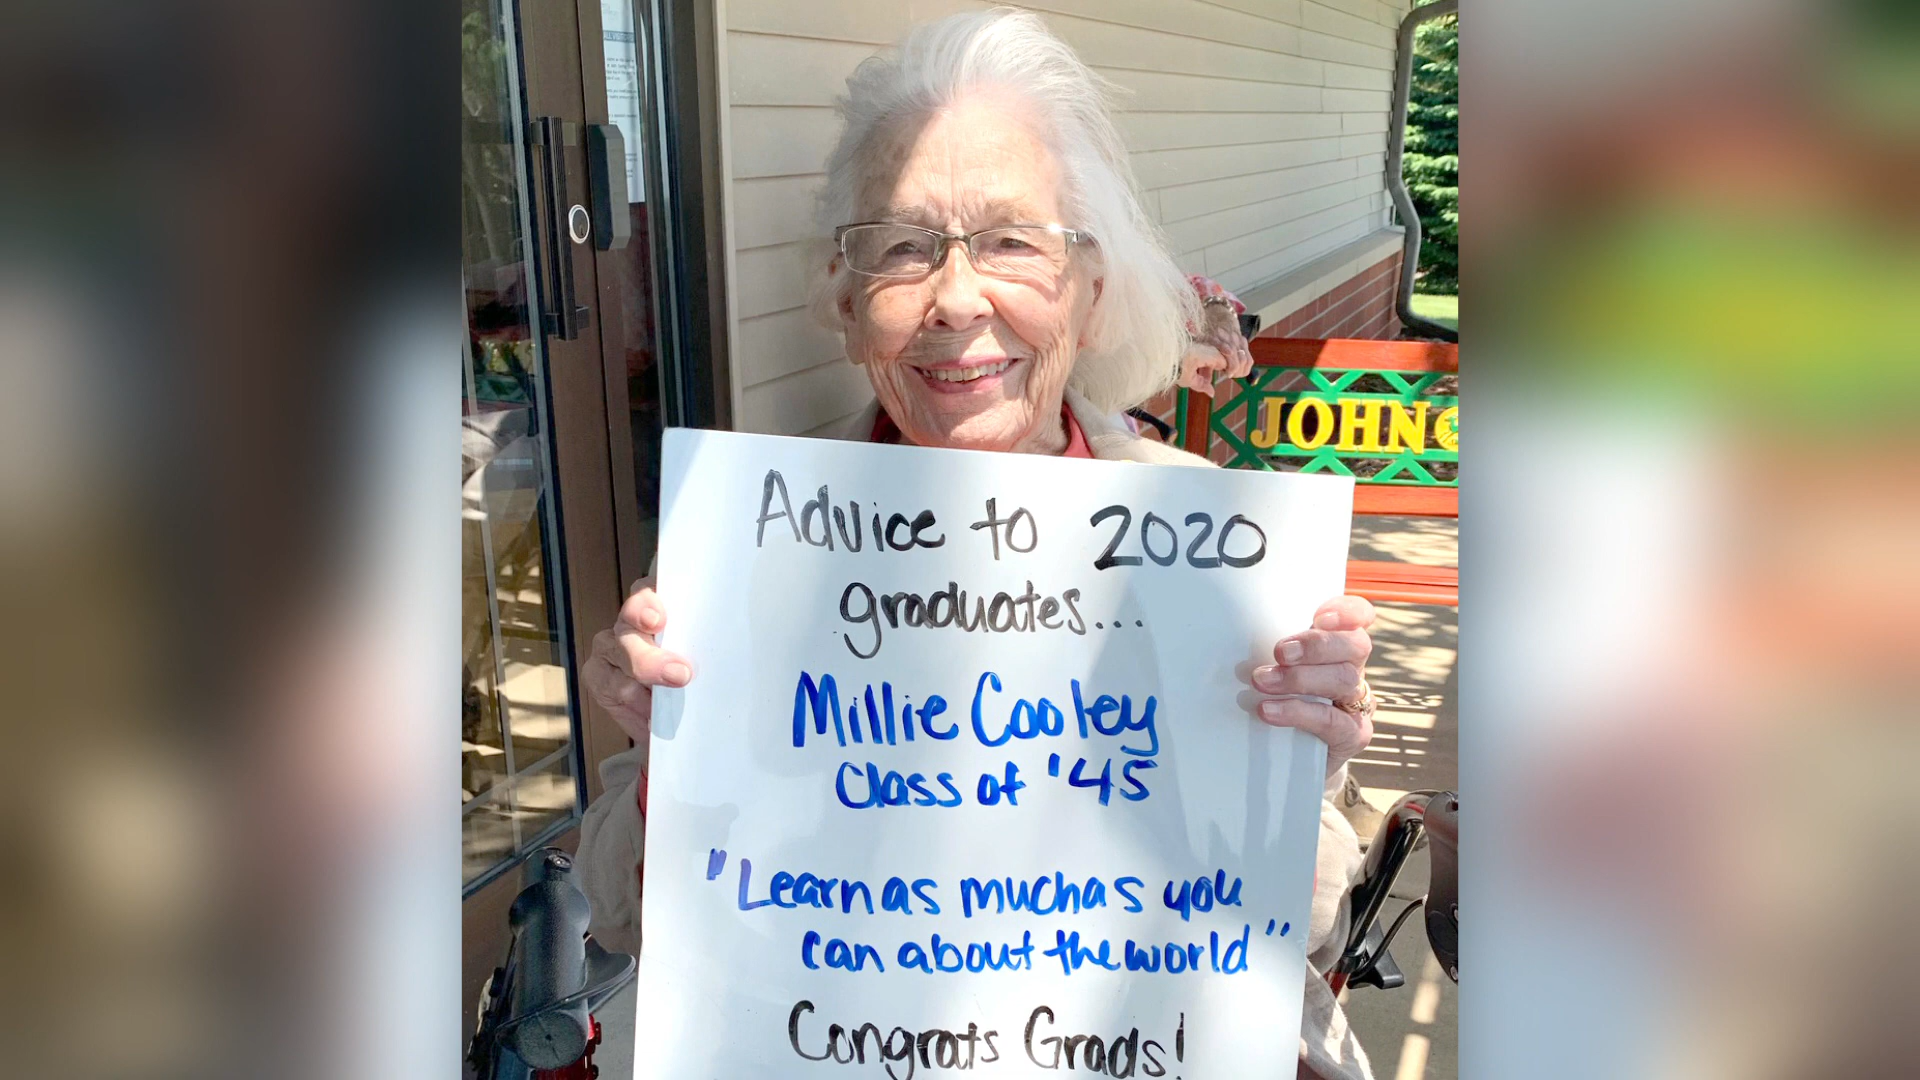 Advice to 2020
graduates...
Millie Cooley
Class of '45
"Learn as much as you
can about the world"
Congrats Grads!
JOHN